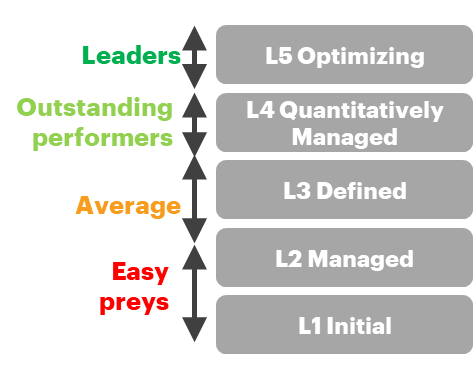 Leaders
L5 Optimizing
Outstanding
performers
L4 Quantitatively
Managed
Average
L3 Defined
Easy
preys
L2 Managed
L1 Initial